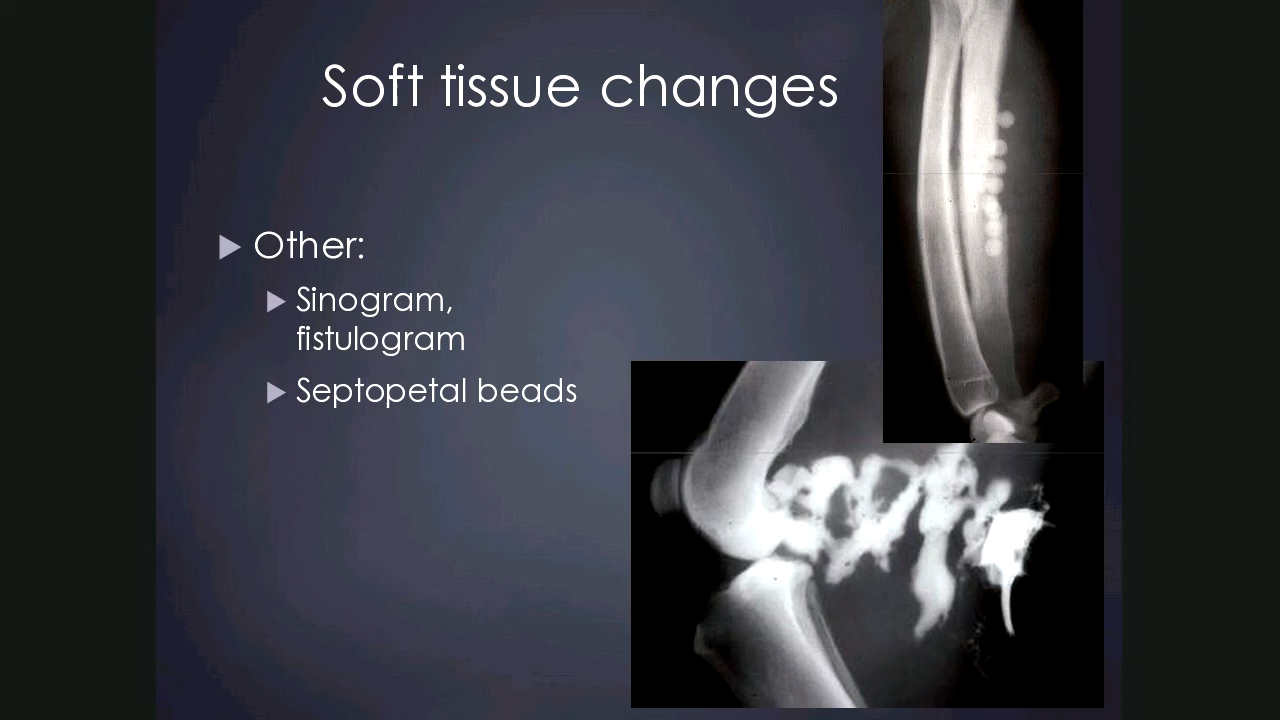 Soft tissue changes
Other:
Sinogram,
fistulogram
Septopetal beads